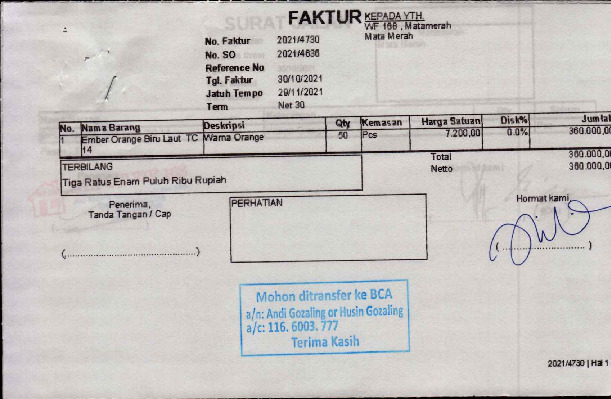 FAKTUR
KEPADA YTH.
WF 168 , Matamerah
Mata Merah
No. Faktur 2021/4730
No. SO 2021/4636
Reference No
Tgl. Faktur 30/10/2021
Jatuh Tempo 29/11/2021
Term Net 30
No. Nama Barang Deskripsi Qty Kemasan Harga Satuan Disk% Jumlal
1 Ember Orange Biru Laut TC Warna Orange 50 Pcs 7.200,00 0.0% 360.000,0
14
Total 360.000,0
Netto 360.000,0
TERBILANG
Tiga Ratus Enam Puluh Ribu Rupiah
Penerima,
Tanda Tangan / Cap
PERHATIAN
Hormat kami,
Mohon ditransfer ke BCA
a/n: Andi Gozaling or Husin Gozaling
a/c: 116. 6003. 777
Terima Kasih
2021/4730 | Hal 1